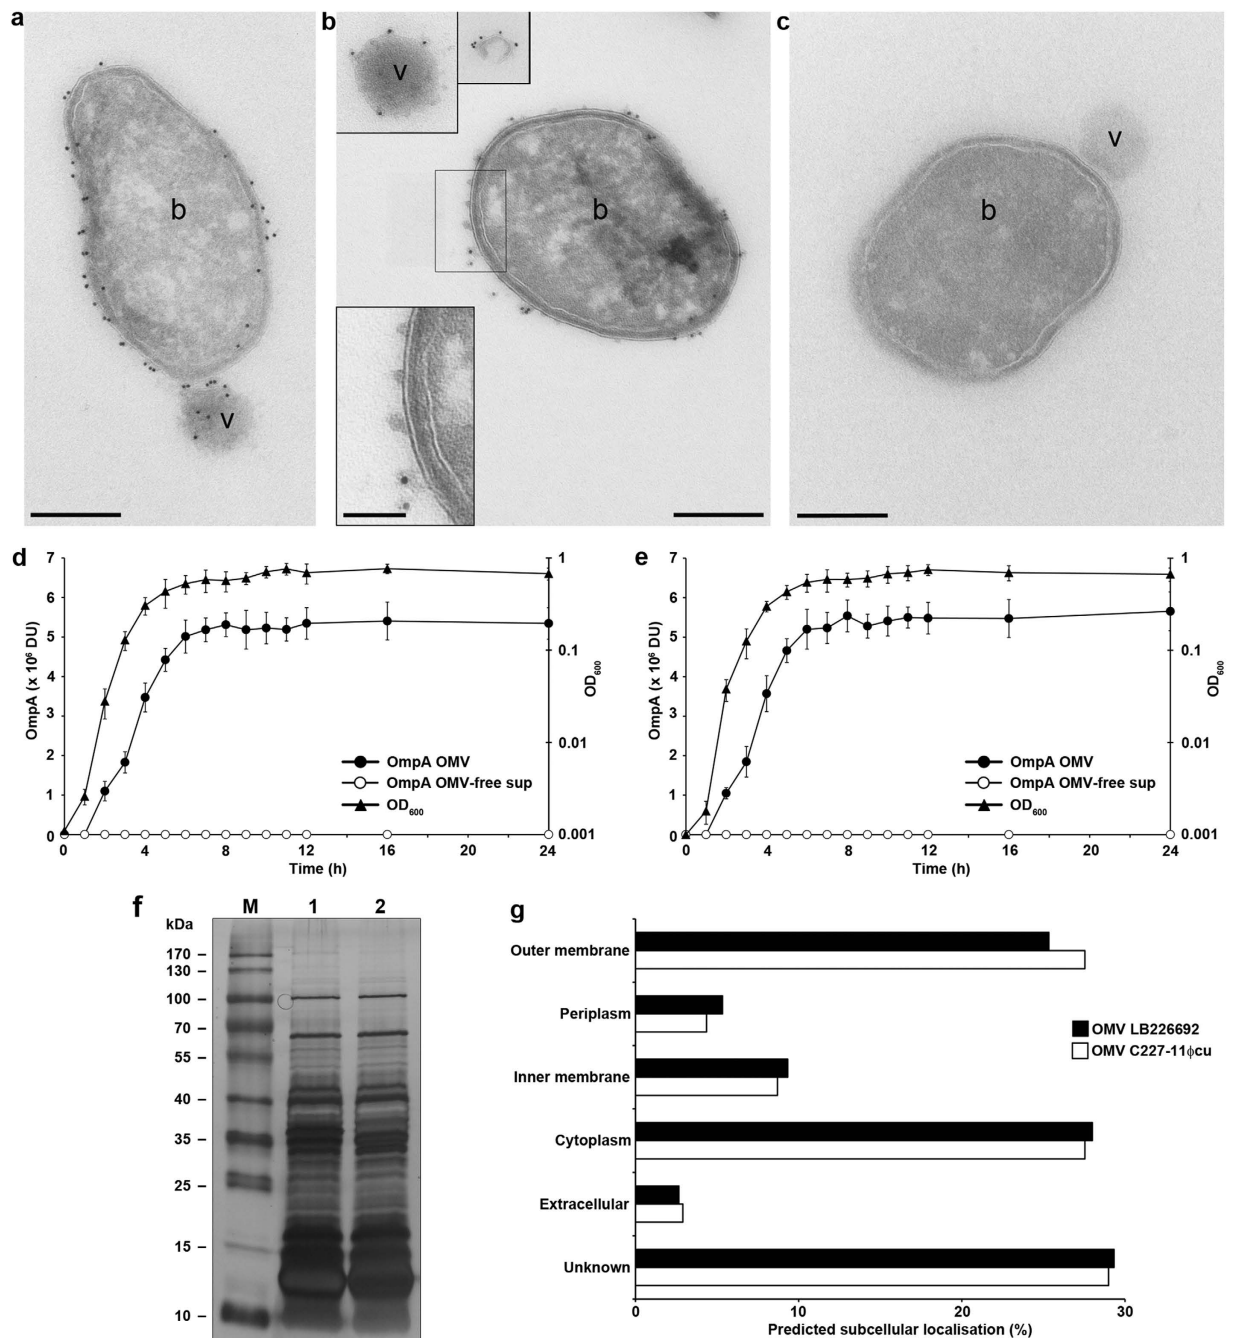 a
b
c
v
b
v
b
v
b
d
e
7
6
5
4
3
2
1
0
OmpA (x 10⁶ DU)
1
0.1
0.01
0.001
OD₆₀₀
OmpA OMV
OmpA OMV-free sup
OD₆₀₀
0 4 8 12 16 20 24
Time (h)
7
6
5
4
3
2
1
0
OmpA (x 10⁶ DU)
1
0.1
0.01
0.001
OD₆₀₀
OmpA OMV
OmpA OMV-free sup
OD₆₀₀
0 4 8 12 16 20 24
Time (h)
f
M 1 2
kDa
170 –
130 –
100 –
70 –
55 –
40 –
35 –
25 –
15 –
10 –
g
Outer membrane
Periplasm
Inner membrane
Cytoplasm
Extracellular
Unknown
OMV LB226692
OMV C227-11ɸcu
0 10 20 30
Predicted subcellular localisation (%)